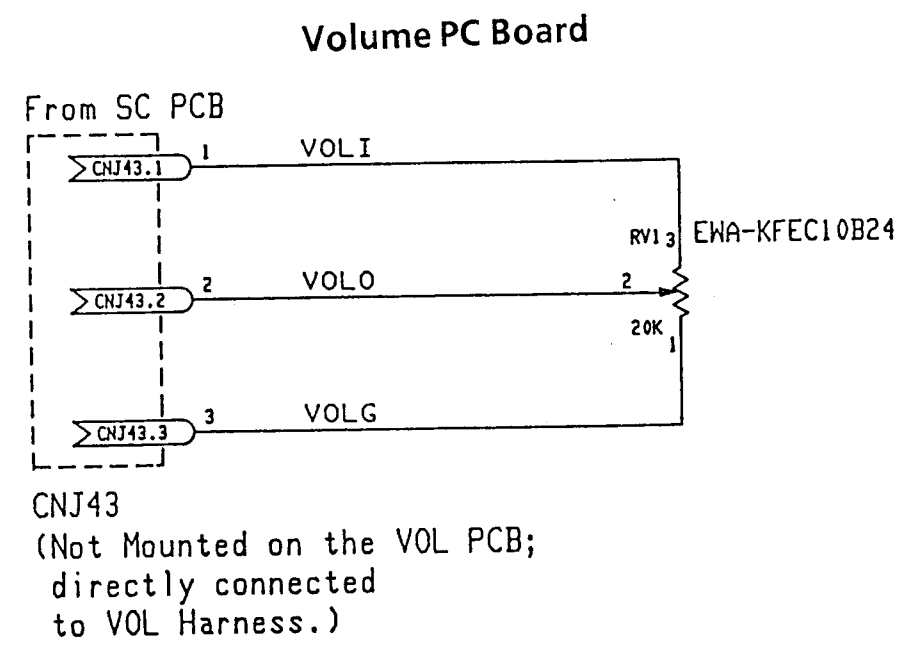 Volume PC Board
From SC PCB
CNJ43.1
1
VOLI
RV1
3
EWA-KFEC10B24
CNJ43.2
2
VOLO
2
20K
1
CNJ43.3
3
VOLG
CNJ43
(Not Mounted on the VOL PCB;
directly connected
to VOL Harness.)